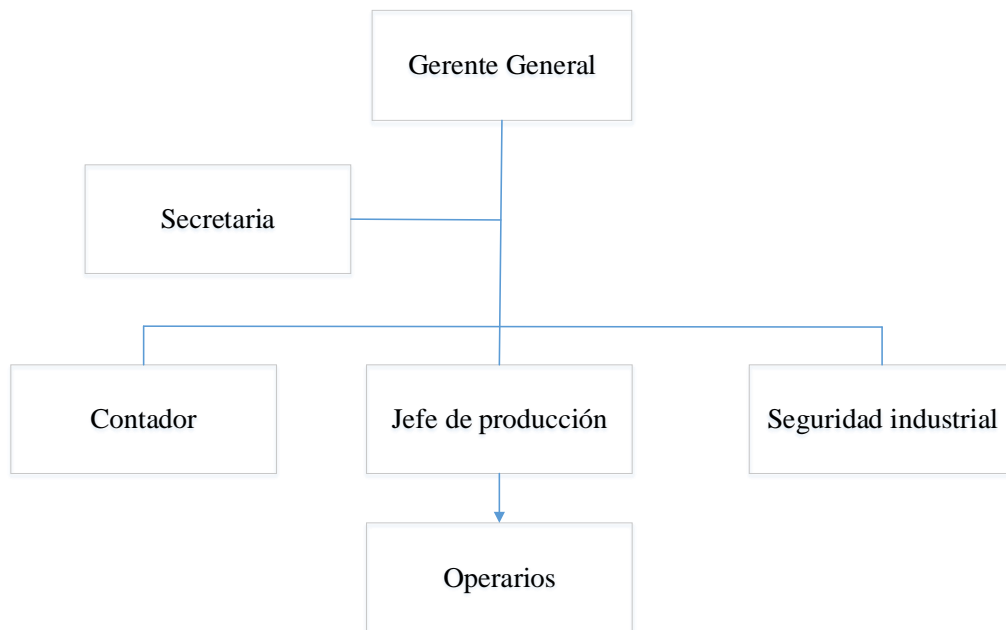 Gerente General
Secretaria
Contador
Jefe de producción
Seguridad industrial
Operarios